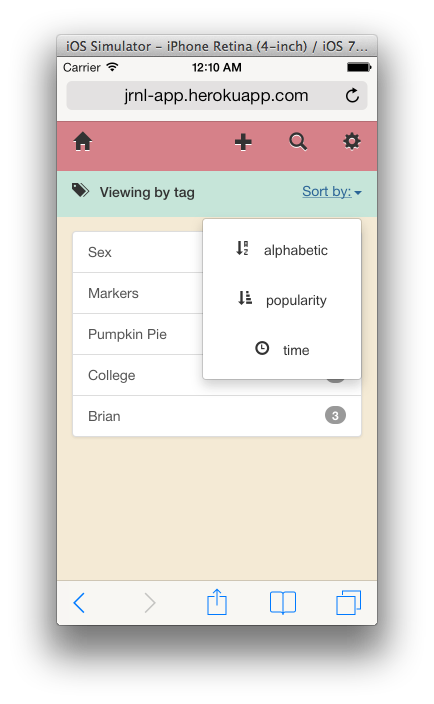 iOS Simulator - iPhone Retina (4-inch) / iOS 7...
Carrier 12:10 AM
jrnl-app.herokuapp.com
Viewing by tag Sort by:
Sex
alphabetic
Markers
popularity
Pumpkin Pie
time
College
Brian 3